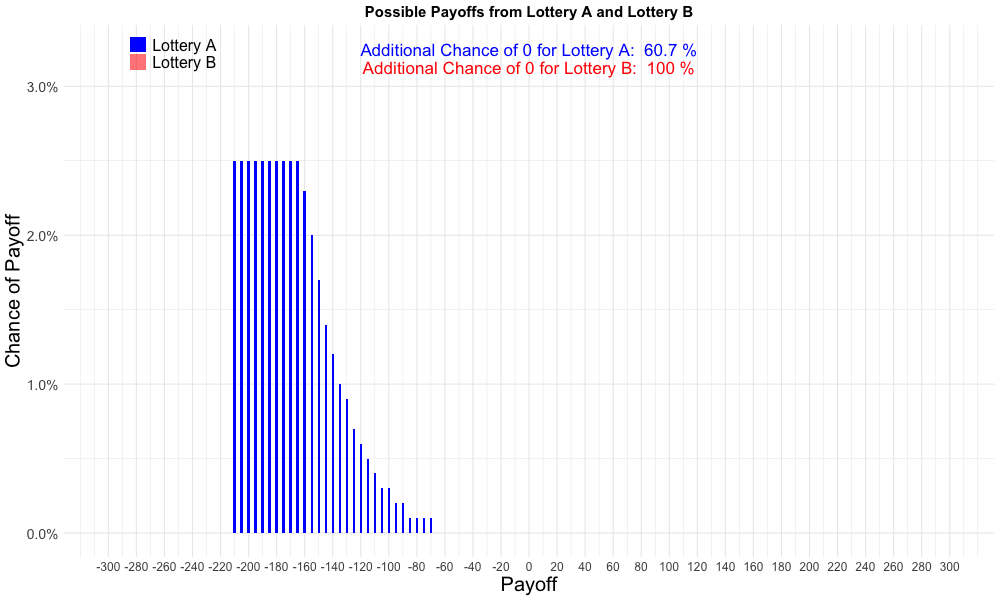 Possible Payoffs from Lottery A and Lottery B
Lottery A
Lottery B
Additional Chance of 0 for Lottery A:  60.7 %
Additional Chance of 0 for Lottery B:  100 %
Chance of Payoff
3.0%
2.0%
1.0%
0.0%
-300 -280 -260 -240 -220 -200 -180 -160 -140 -120 -100 -80 -60 -40 -20 0 20 40 60 80 100 120 140 160 180 200 220 240 260 280 300
Payoff